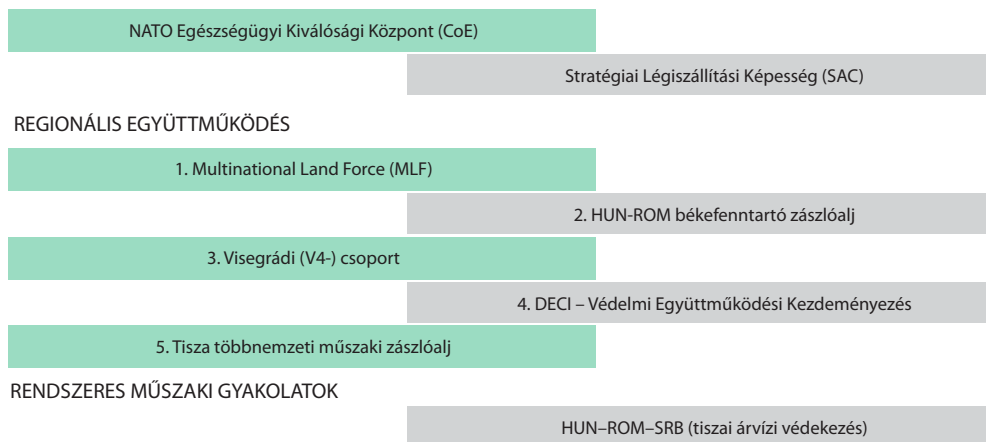 NATO Egészségügyi Kiválósági Központ (CoE)
Stratégiai Légiszállítási Képesség (SAC)
REGIONÁLIS EGYÜTTMŰKÖDÉS
1. Multinational Land Force (MLF)
2. HUN-ROM békefenntartó zászlóalj
3. Visegrádi (V4-) csoport
4. DECI – Védelmi Együttműködési Kezdeményezés
5. Tisza többnemzeti műszaki zászlóalj
RENDSZERES MŰSZAKI GYAKOLATOK
HUN–ROM–SRB (tiszai árvízi védekezés)